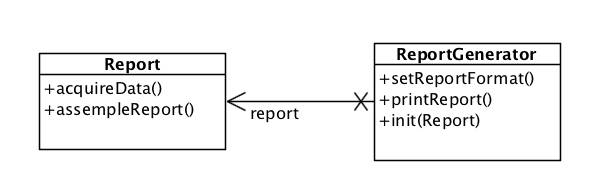 Report
+acquireData()
+assempleReport()
report
ReportGenerator
+setReportFormat()
+printReport()
+init(Report)